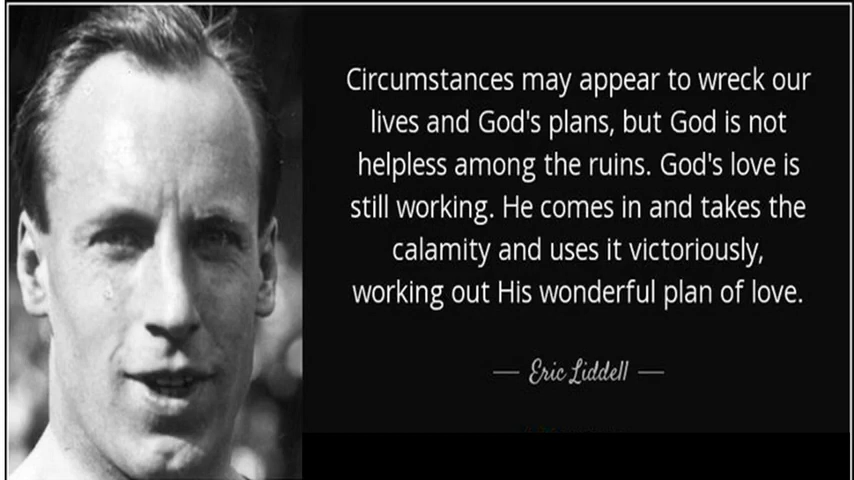 Circumstances may appear to wreck our
lives and God's plans, but God is not
helpless among the ruins. God's love is
still working. He comes in and takes the
calamity and uses it victoriously,
working out His wonderful plan of love.
— Eric Liddell —